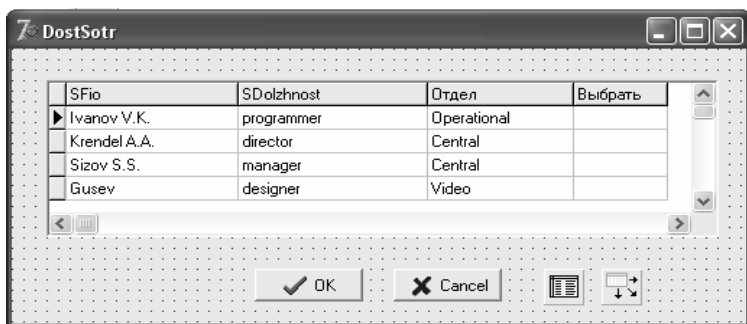 7 DostSotr
SFio SDolzhnost Отдел Выбрать
Ivanov V.K. programmer Operational
Krendel A.A. director Central
Sizov S.S. manager Central
Gusev designer Video
OK Cancel